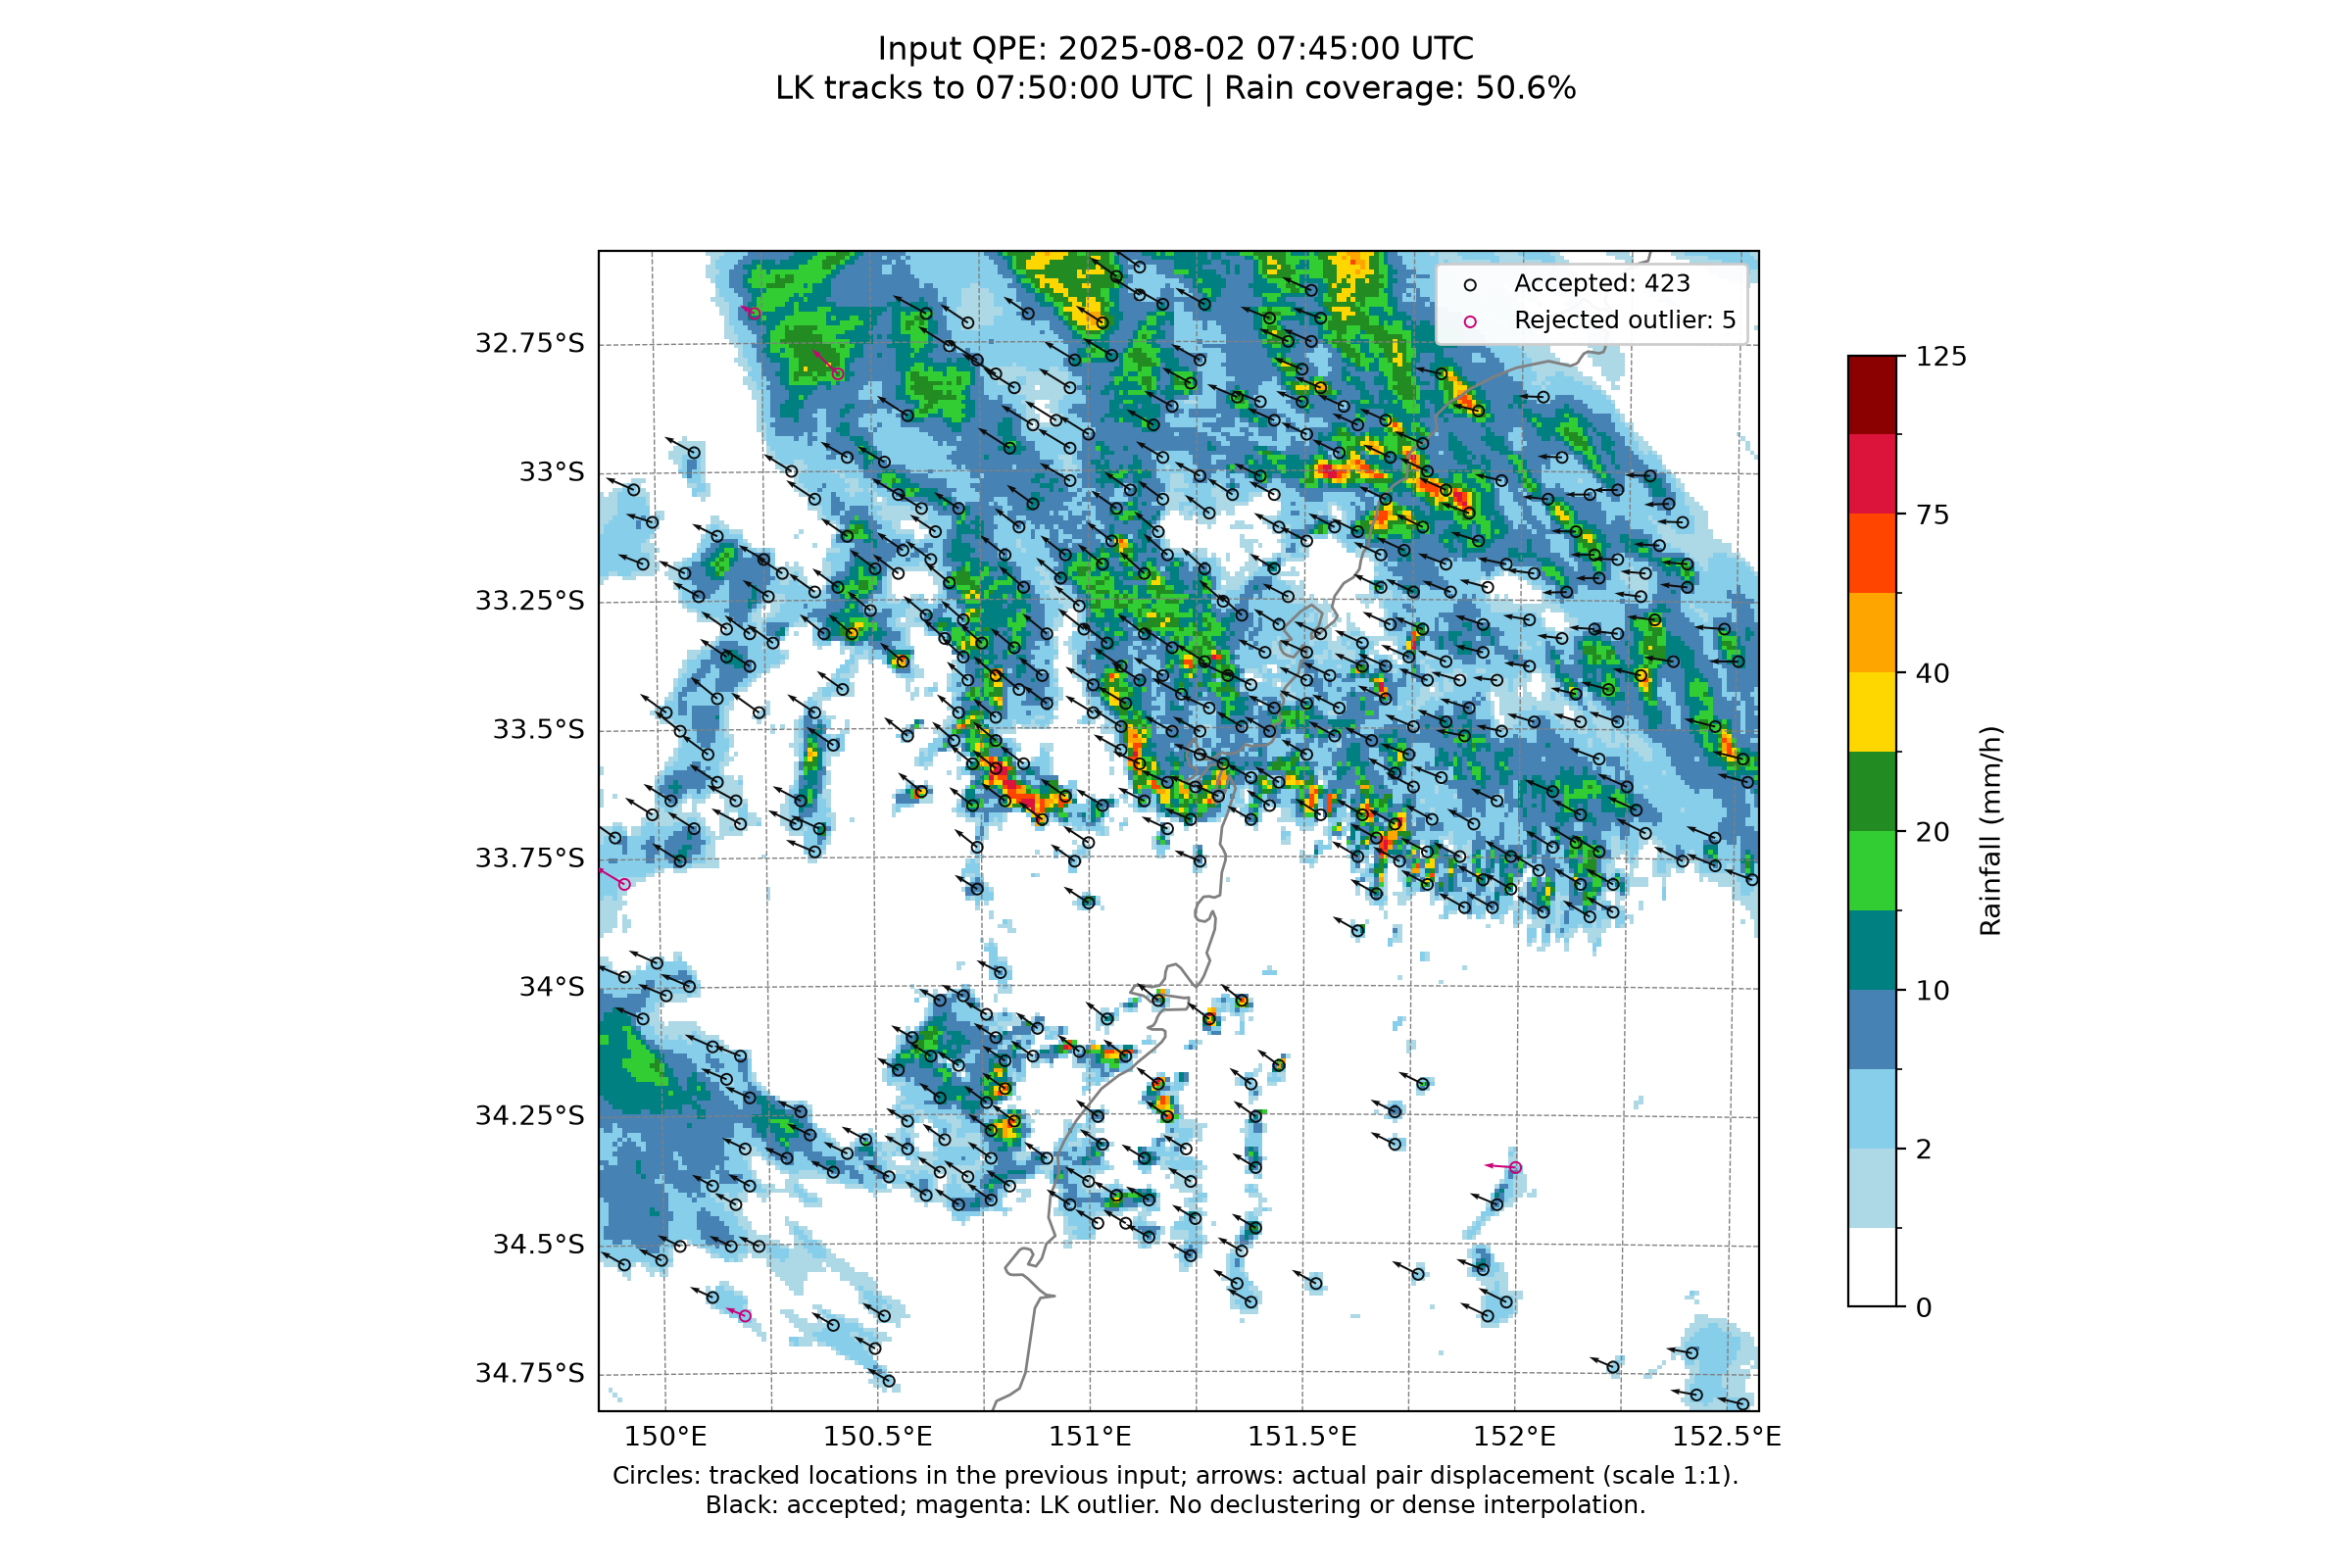 Input QPE: 2025-08-02 07:45:00 UTC
LK tracks to 07:50:00 UTC | Rain coverage: 50.6%
Accepted: 423
Rejected outlier: 5
32.75°S
33°S
33.25°S
33.5°S
33.75°S
34°S
34.25°S
34.5°S
34.75°S
150°E
150.5°E
151°E
151.5°E
152°E
152.5°E
125
75
40
20
10
2
0
Rainfall (mm/h)
Circles: tracked locations in the previous input; arrows: actual pair displacement (scale 1:1).
Black: accepted; magenta: LK outlier. No declustering or dense interpolation.